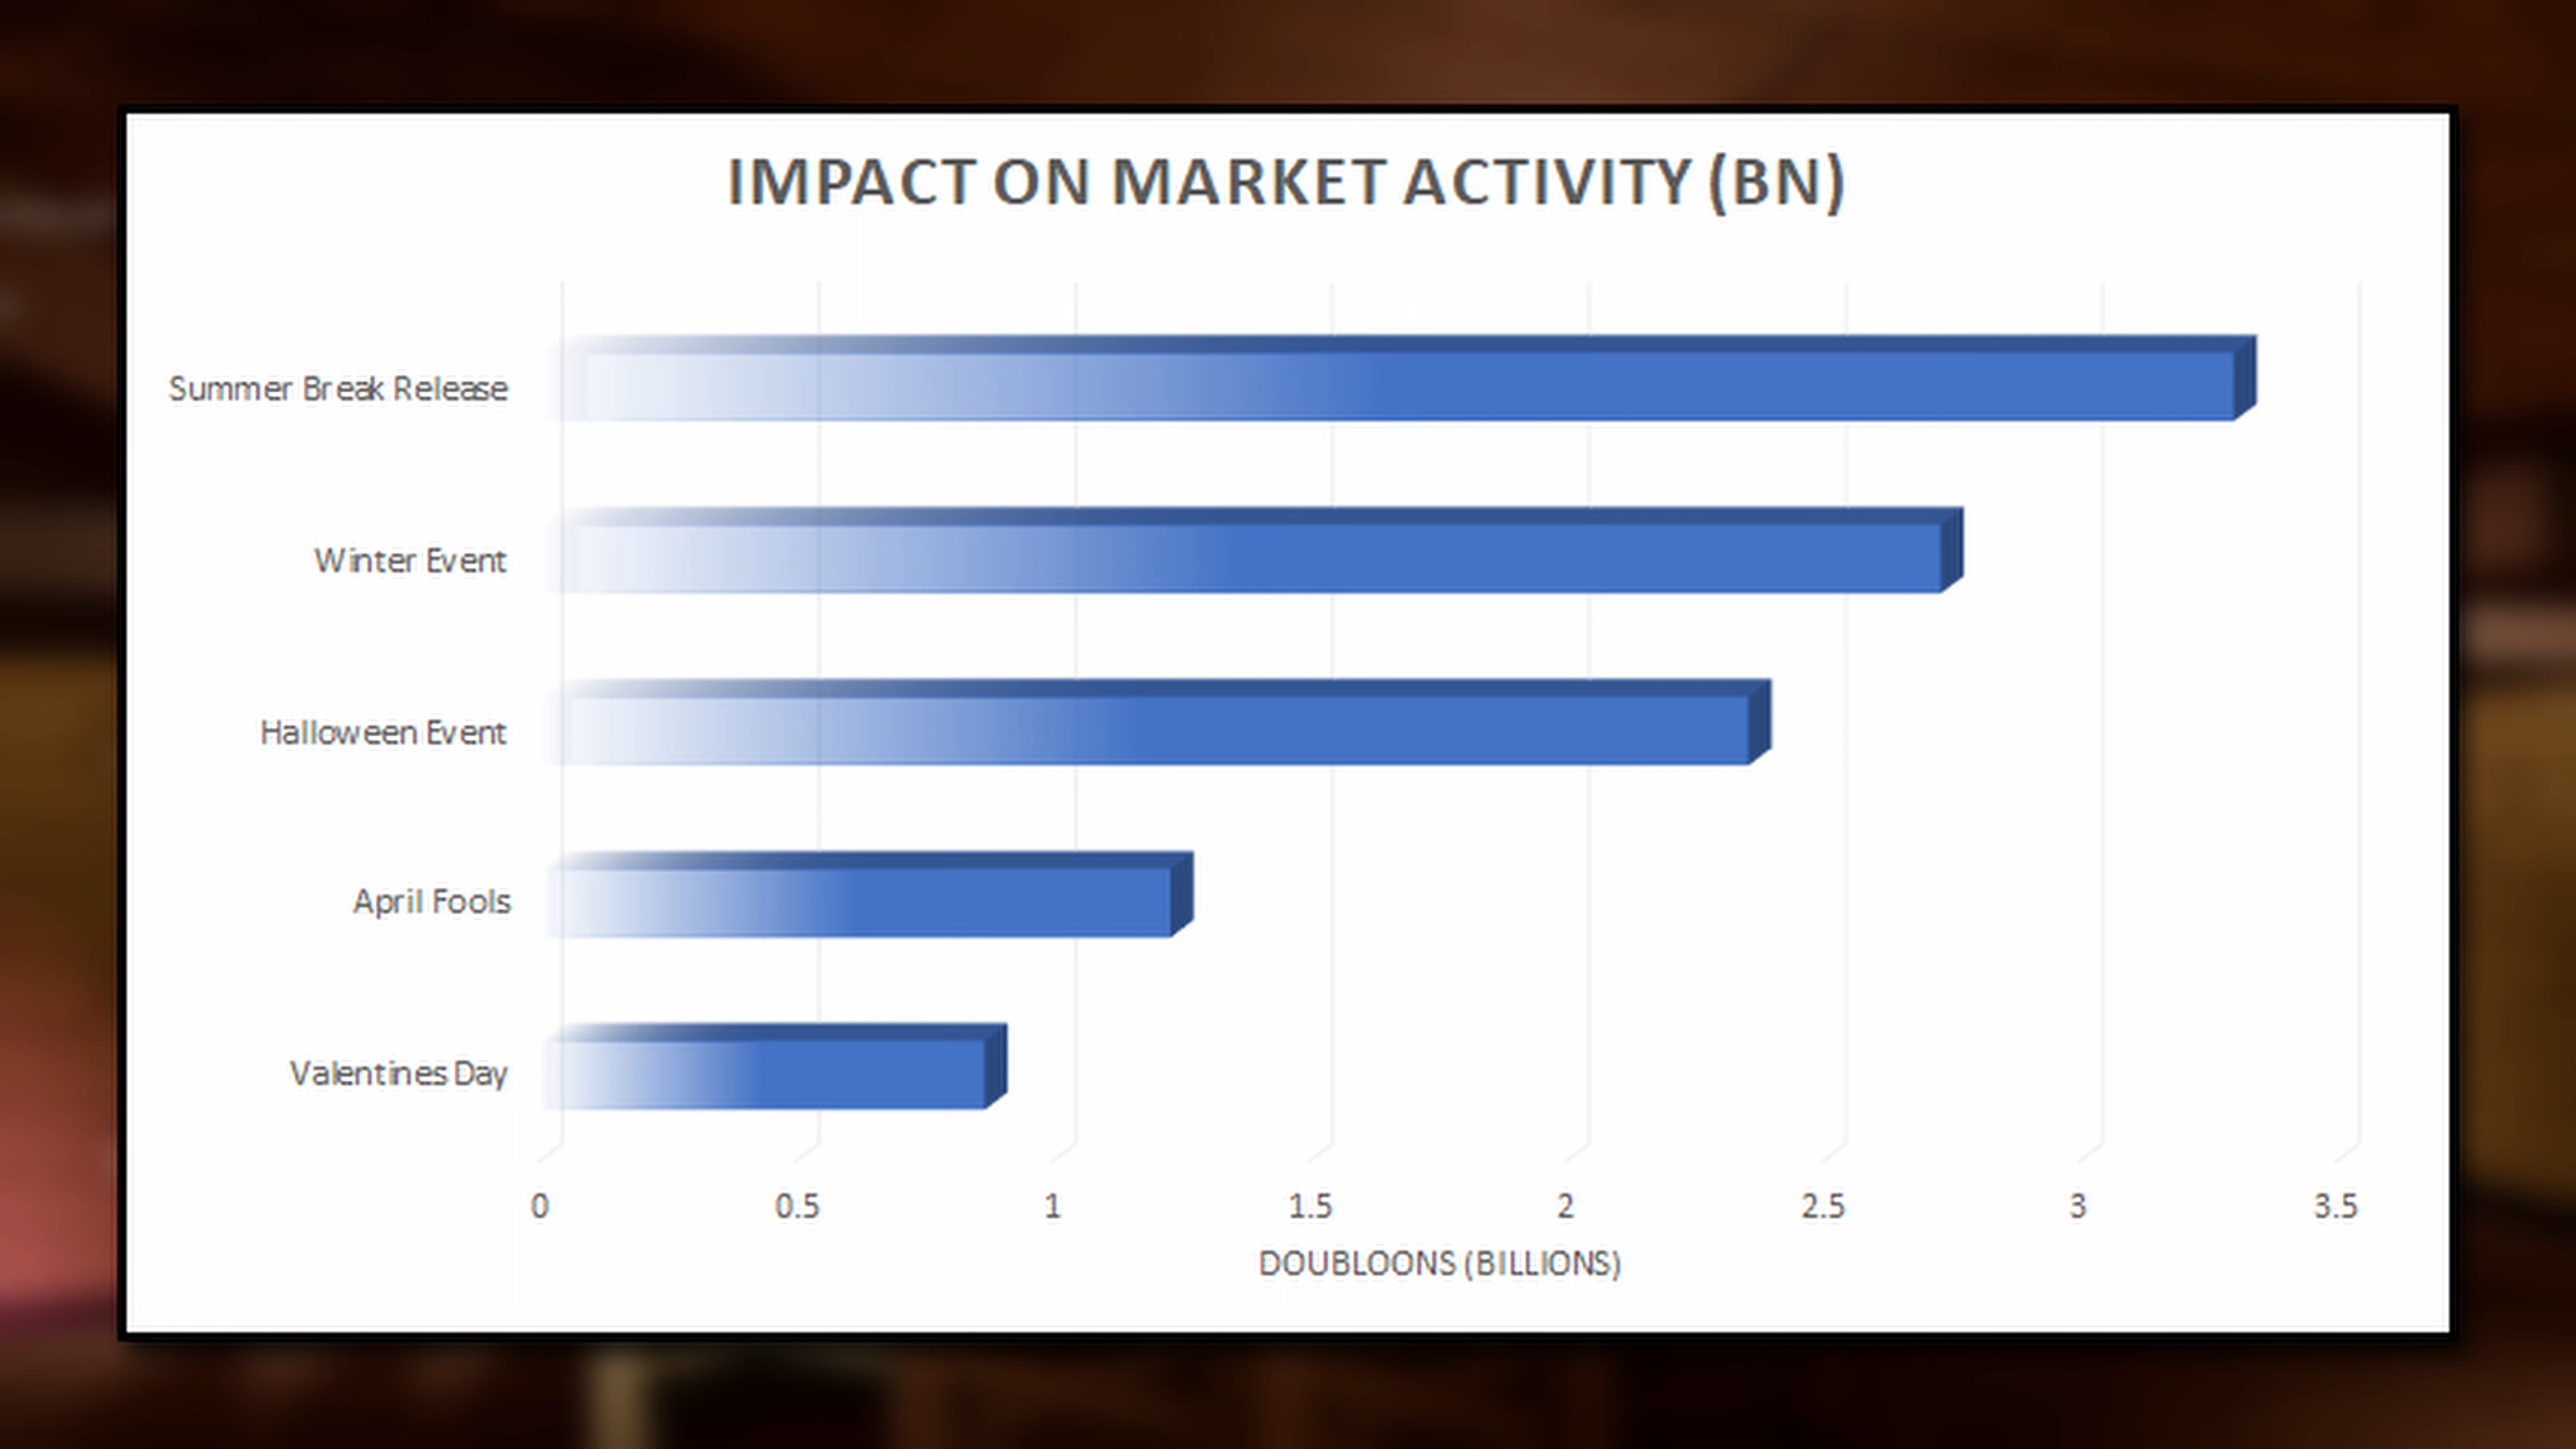 IMPACT ON MARKET ACTIVITY (BN)
Summer Break Release
Winter Event
Halloween Event
April Fools
Valentines Day
0 0.5 1 1.5 2 2.5 3 3.5
DOUBLOONS (BILLIONS)